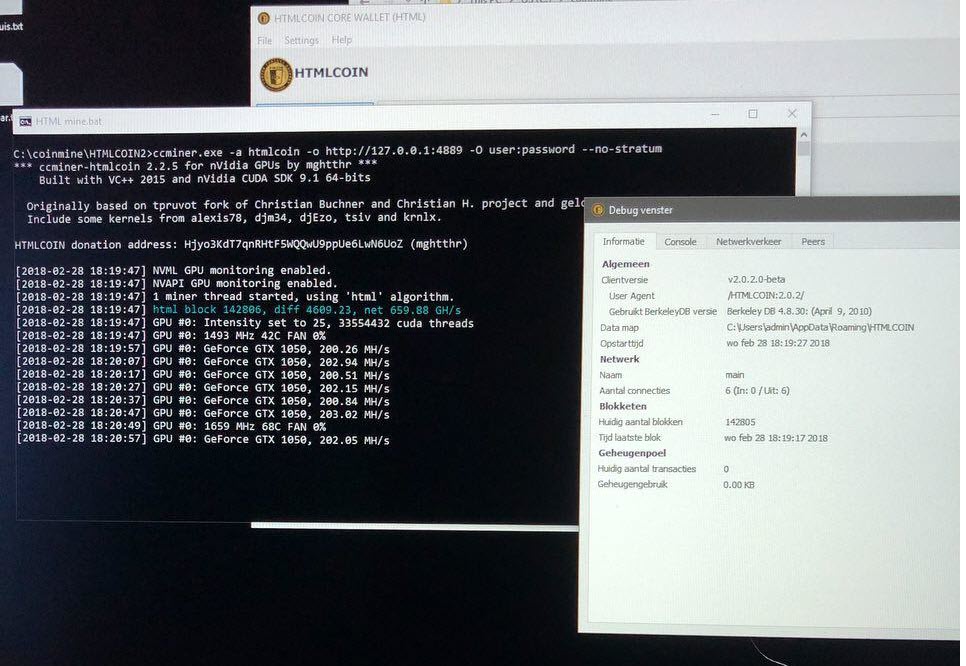 uis.txt
HTMLCOIN CORE WALLET (HTML)
File Settings Help
HTMLCOIN
HTML mine.bat
C:\coinmine\HTMLCOIN2>ccminer.exe -a htmlcoin -o http://127.0.0.1:4889 -O user:password --no-stratum
*** ccminer-htmlcoin 2.2.5 for nVidia GPUs by mghtthr ***
Built with VC++ 2015 and nVidia CUDA SDK 9.1 64-bits
Originally based on tpruvot fork of Christian Buchner and Christian H. project and
Include some kernels from alexis78, djm34, djEzo, tsiv and krnlx.
HTMLCOIN donation address: Hjyo3KdT7qnRHtF5WQQwU9ppUe6LwN6UoZ (mghtthr)
[2018-02-28 18:19:47] NVML GPU monitoring enabled.
[2018-02-28 18:19:47] NVAPI GPU monitoring enabled.
[2018-02-28 18:19:47] 1 miner thread started, using 'html' algorithm.
[2018-02-28 18:19:47] html block 142806, diff 4609.23, net 659.88 GH/s
[2018-02-28 18:19:47] GPU #0: Intensity set to 25, 33554432 cuda threads
[2018-02-28 18:19:47] GPU #0: 1493 MHz 42C FAN 0%
[2018-02-28 18:19:57] GPU #0: GeForce GTX 1050, 200.26 MH/s
[2018-02-28 18:20:07] GPU #0: GeForce GTX 1050, 202.94 MH/s
[2018-02-28 18:20:17] GPU #0: GeForce GTX 1050, 200.51 MH/s
[2018-02-28 18:20:27] GPU #0: GeForce GTX 1050, 202.15 MH/s
[2018-02-28 18:20:37] GPU #0: GeForce GTX 1050, 200.84 MH/s
[2018-02-28 18:20:47] GPU #0: GeForce GTX 1050, 203.02 MH/s
[2018-02-28 18:20:49] GPU #0: 1659 MHz 68C FAN 0%
[2018-02-28 18:20:57] GPU #0: GeForce GTX 1050, 202.05 MH/s
Debug venster
Informatie Console Netwerkverkeer Peers
Algemeen
Clientversie v2.0.2.0-beta
User Agent /HTMLCOIN:2.0.2/
Gebruikt BerkeleyDB versie Berkeley DB 4.8.30: (April 9, 2010)
Data map C:\Users\admin\AppData\Roaming\HTMLCOIN
Opstarttijd wo feb 28 18:19:27 2018
Netwerk
Naam main
Aantal connecties 6 (In: 0 / Uit: 6)
Blokketen
Huidig aantal blokken 142805
Tijd laatste blok wo feb 28 18:19:17 2018
Geheugenpoel
Huidig aantal transacties 0
Geheugengebruik 0.00 KB